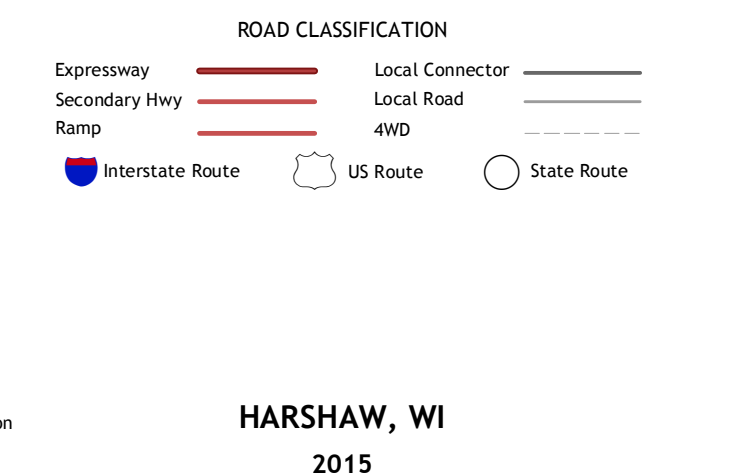 ROAD CLASSIFICATION
Expressway
Local Connector
Secondary Hwy
Local Road
Ramp
4WD
Interstate Route
US Route
State Route
on
HARSHAW, WI
2015